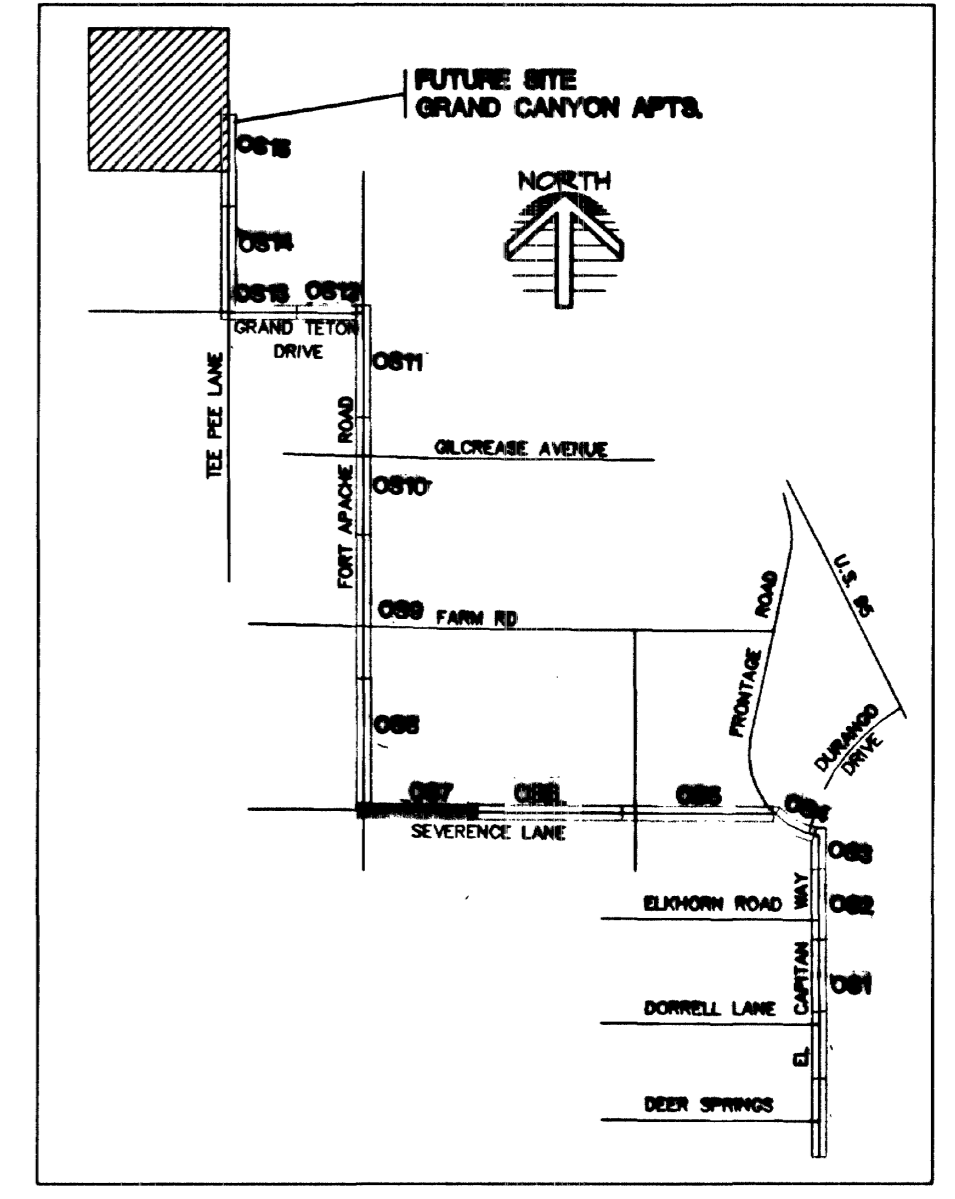 FUTURE SITE
GRAND CANYON APTS.
OS15
NORTH
OS14
OS13
OS12
GRAND TETON
DRIVE
OS11
TEE PEE LANE
FORT APACHE ROAD
GILCREASE AVENUE
OS10
U.S. 95
FRONTAGE ROAD
OS9
FARM RD
OS8
DURANGO
DRIVE
OS7
OS6
OS5
OS4
SEVERENCE LANE
OS3
ELKHORN ROAD
OS2
EL CAPITAN WAY
OS1
DORRELL LANE
DEER SPRINGS